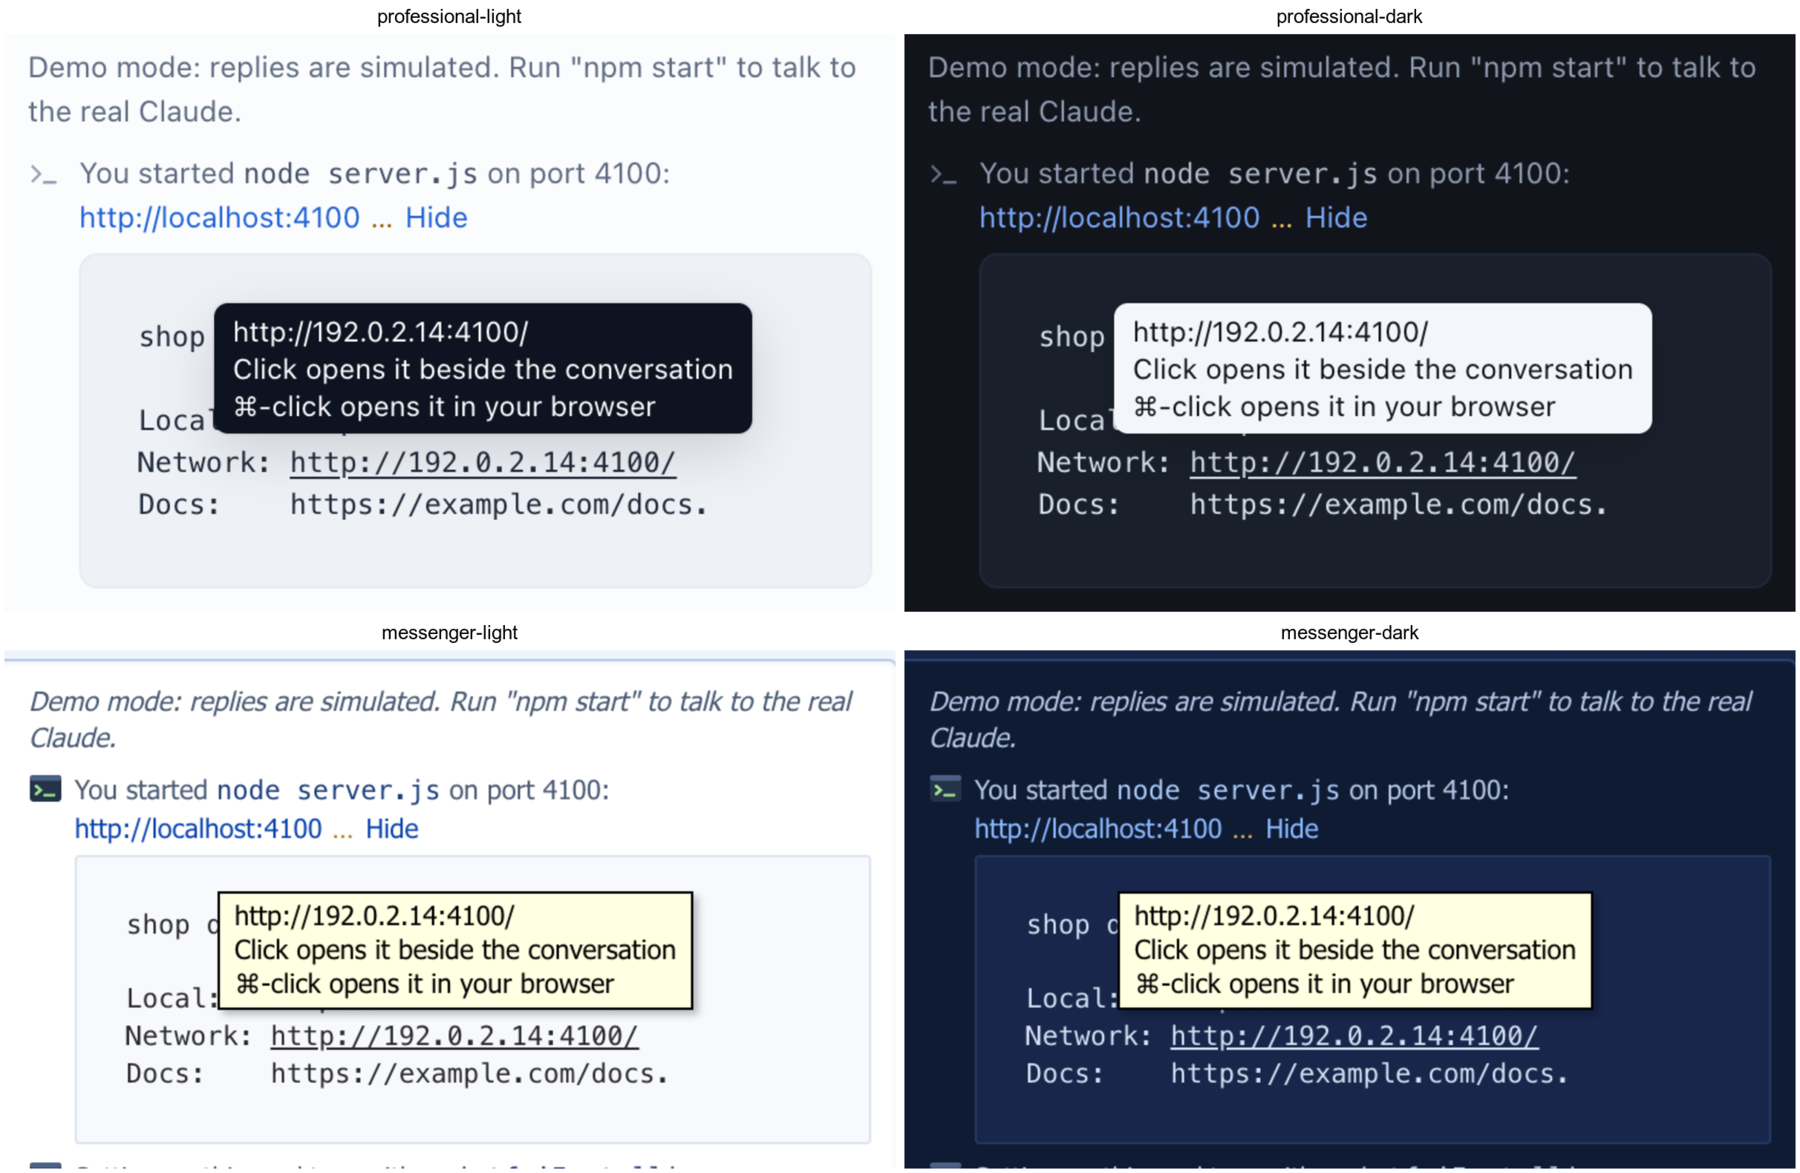 professional-light
Demo mode: replies are simulated. Run "npm start" to talk to
the real Claude.
>_ You started node server.js on port 4100:
http://localhost:4100 ... Hide
shop
http://192.0.2.14:4100/
Click opens it beside the conversation
⌘-click opens it in your browser
Local
Network: http://192.0.2.14:4100/
Docs: https://example.com/docs.
professional-dark
Demo mode: replies are simulated. Run "npm start" to talk to
the real Claude.
>_ You started node server.js on port 4100:
http://localhost:4100 ... Hide
shop
http://192.0.2.14:4100/
Click opens it beside the conversation
⌘-click opens it in your browser
Local
Network: http://192.0.2.14:4100/
Docs: https://example.com/docs.
messenger-light
Demo mode: replies are simulated. Run "npm start" to talk to the real
Claude.
>_ You started node server.js on port 4100:
http://localhost:4100 ... Hide
shop
http://192.0.2.14:4100/
Click opens it beside the conversation
⌘-click opens it in your browser
Local:
Network: http://192.0.2.14:4100/
Docs: https://example.com/docs.
messenger-dark
Demo mode: replies are simulated. Run "npm start" to talk to the real
Claude.
>_ You started node server.js on port 4100:
http://localhost:4100 ... Hide
shop
http://192.0.2.14:4100/
Click opens it beside the conversation
⌘-click opens it in your browser
Local:
Network: http://192.0.2.14:4100/
Docs: https://example.com/docs.